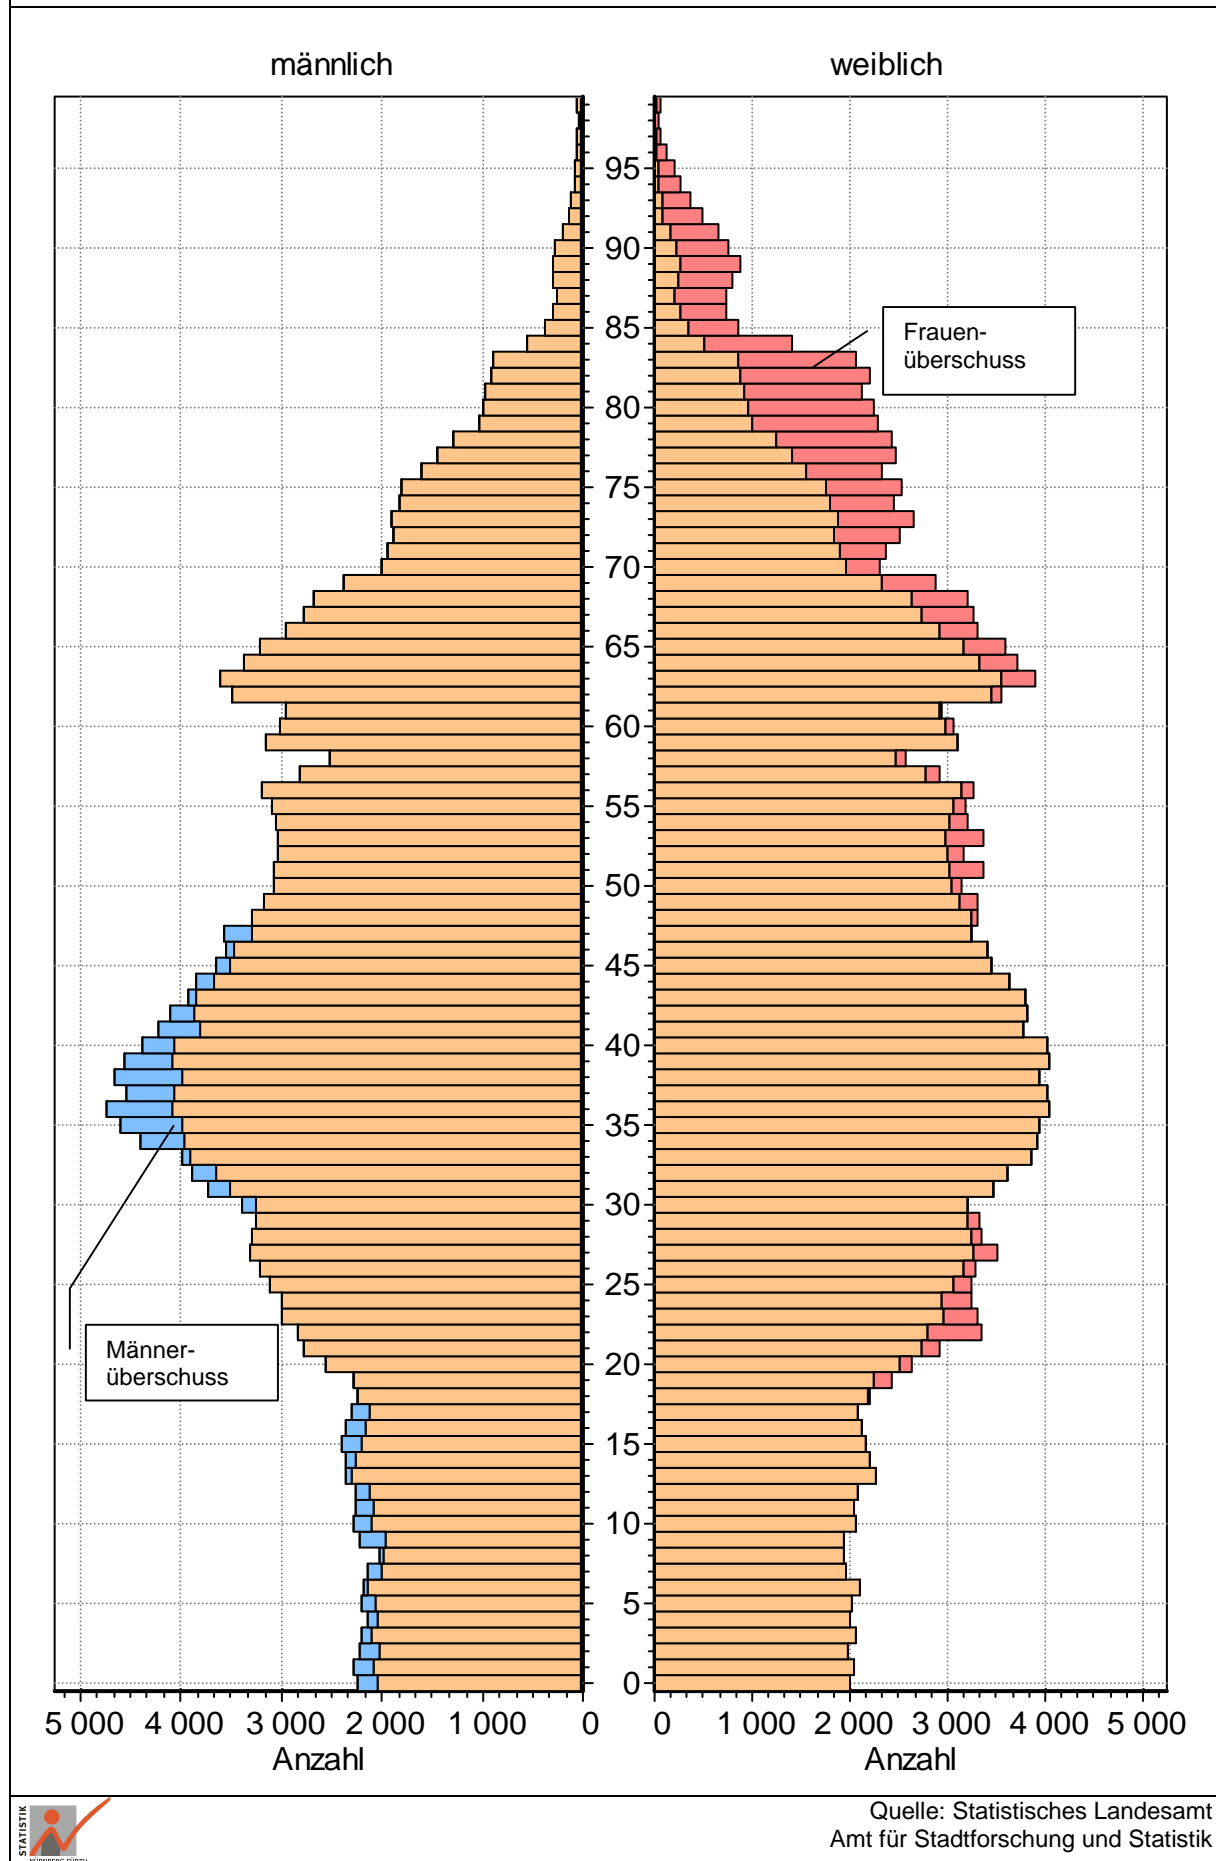 männlich
weiblich
95
90
85
80
75
70
65
60
55
50
45
40
35
30
25
20
15
10
5
0
Frauen-
überschuss
Männer-
überschuss
5 000 4 000 3 000 2 000 1 000 0
0 1 000 2 000 3 000 4 000 5 000
Anzahl
Anzahl
STATISTIK
Quelle: Statistisches Landesamt
Amt für Stadtforschung und Statistik